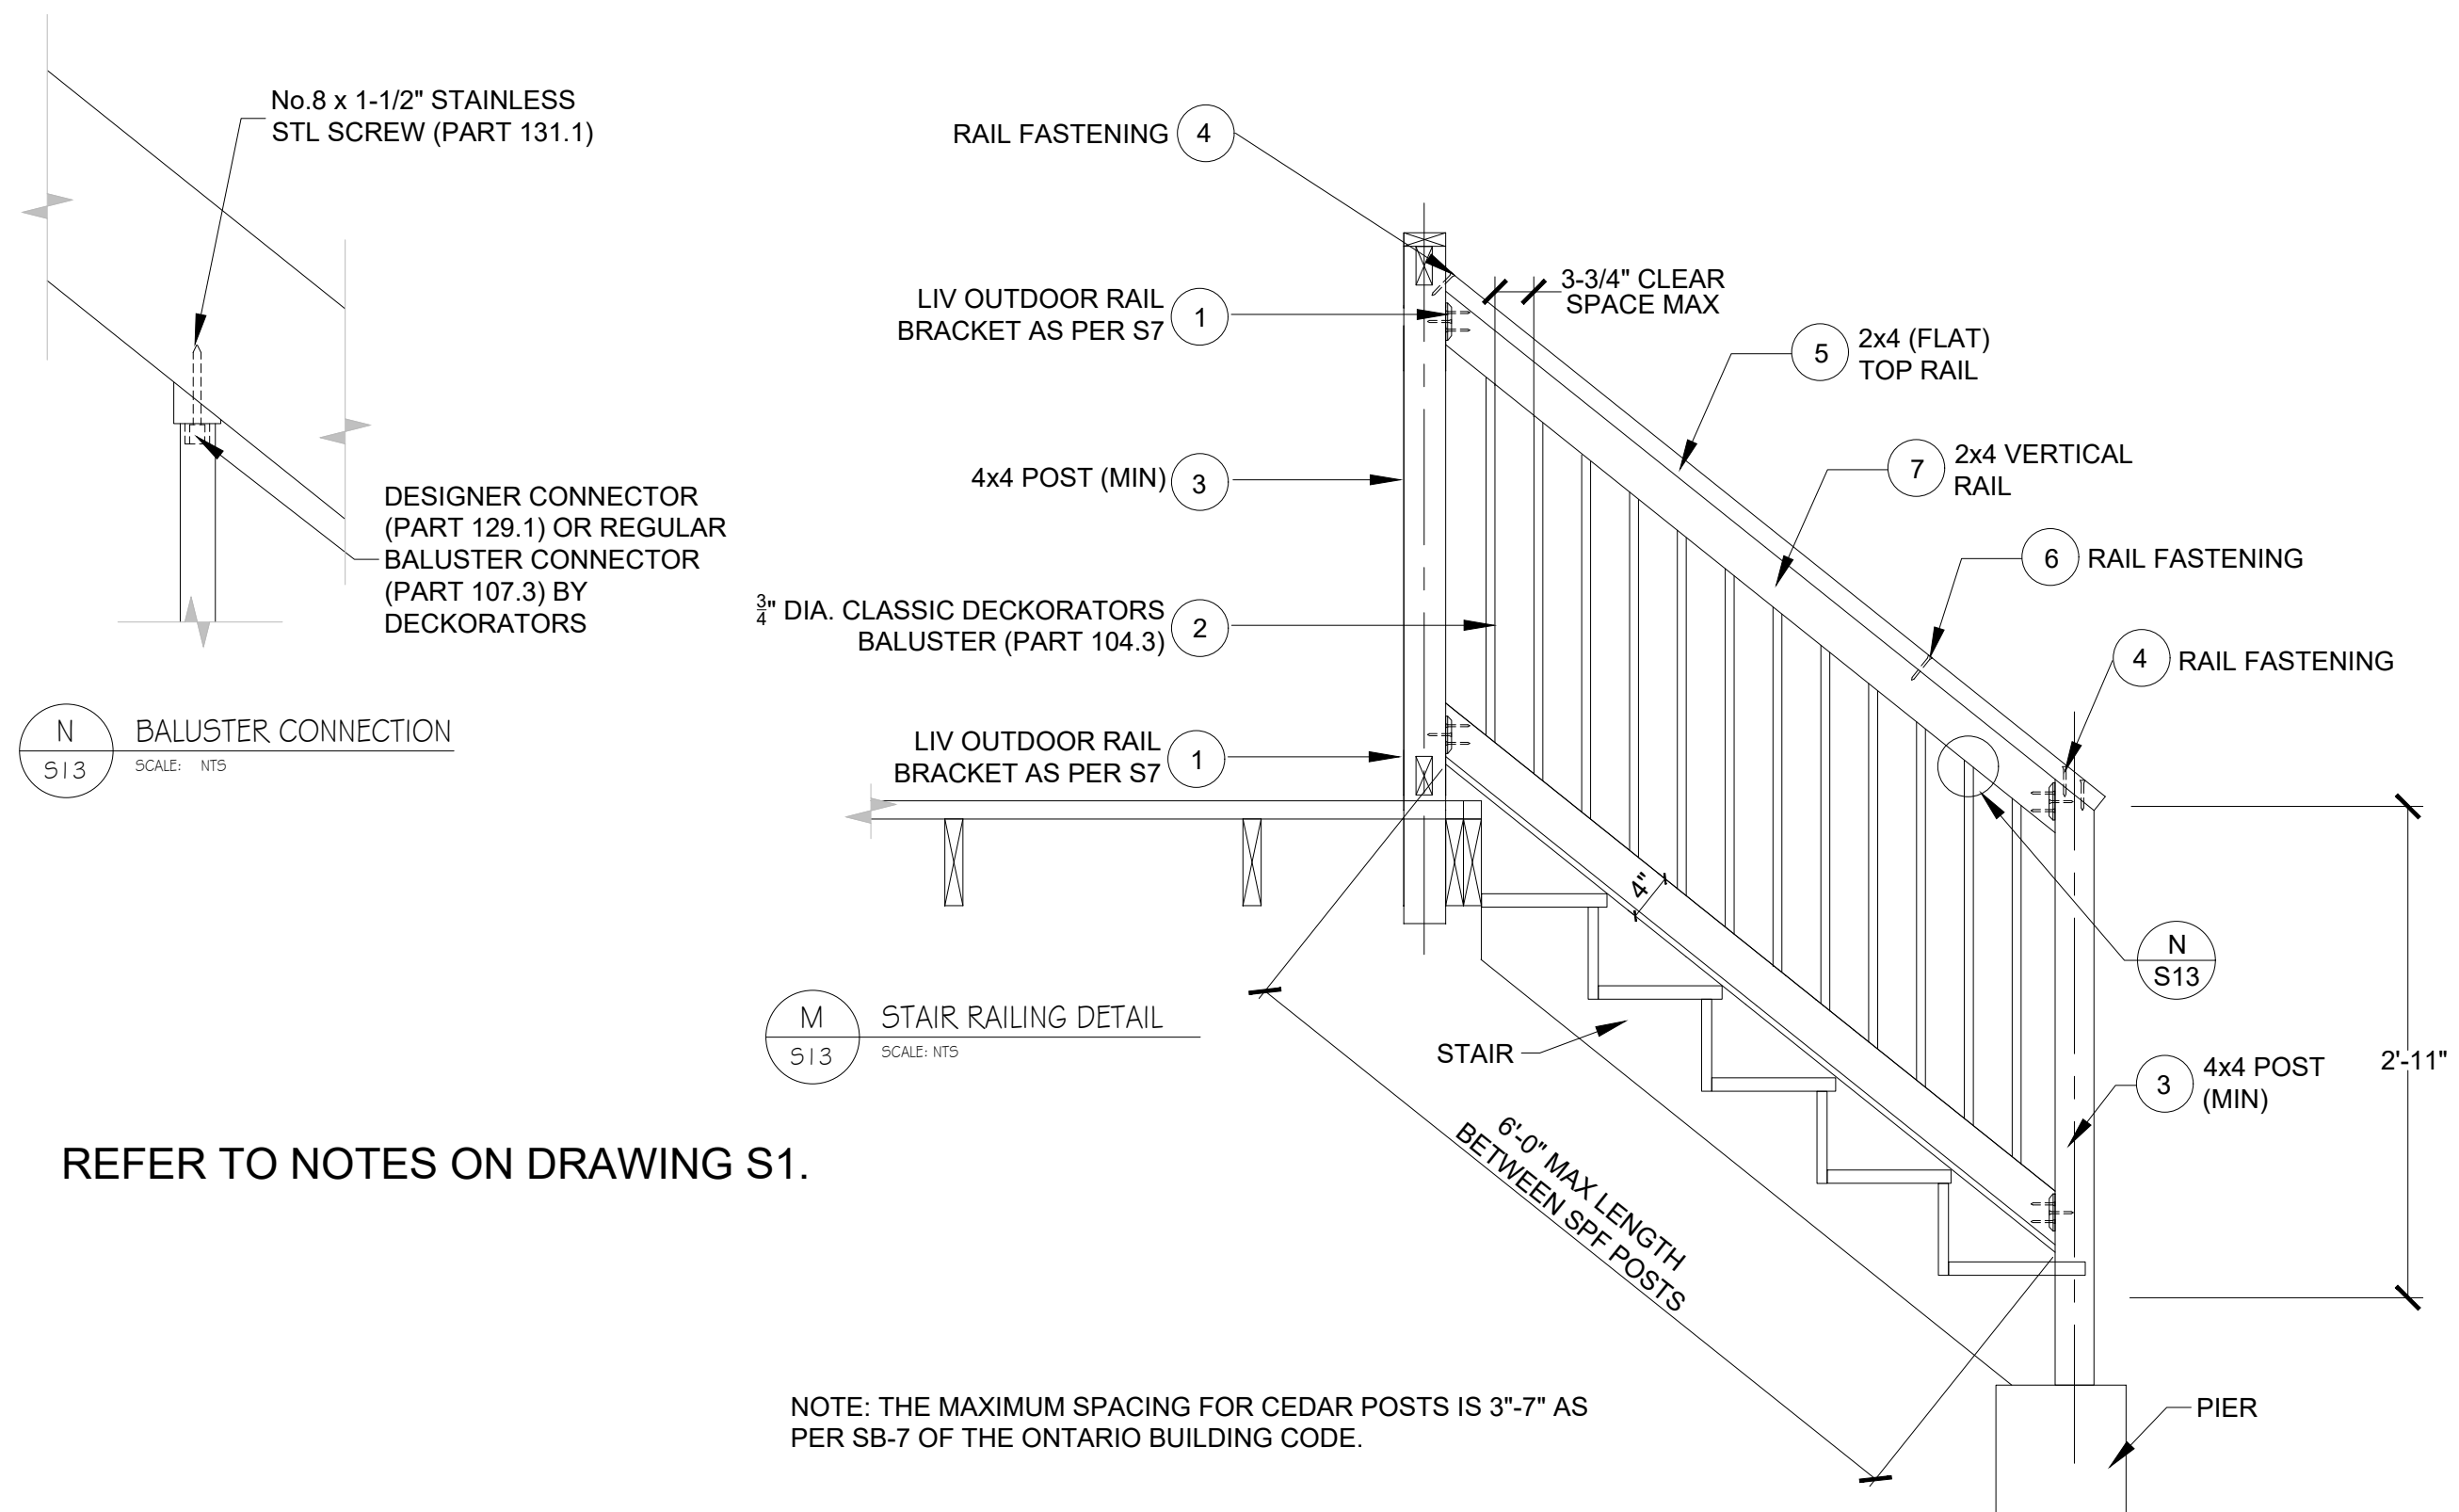 No.8 x 1-1/2" STAINLESS
STL SCREW (PART 131.1)
DESIGNER CONNECTOR
(PART 129.1) OR REGULAR
BALUSTER CONNECTOR
(PART 107.3) BY
DECKORATORS
N
S13
BALUSTER CONNECTION
SCALE: NTS
RAIL FASTENING
4
LIV OUTDOOR RAIL
BRACKET AS PER S7
1
3-3/4" CLEAR
SPACE MAX
5
2x4 (FLAT)
TOP RAIL
4x4 POST (MIN)
3
7
2x4 VERTICAL
RAIL
6
RAIL FASTENING
3/4" DIA. CLASSIC DECKORATORS
BALUSTER (PART 104.3)
2
4
RAIL FASTENING
LIV OUTDOOR RAIL
BRACKET AS PER S7
1
4"
N
S13
M
S13
STAIR RAILING DETAIL
SCALE: NTS
STAIR
3
4x4 POST
(MIN)
2'-11"
6'-0" MAX LENGTH
BETWEEN SPF POSTS
REFER TO NOTES ON DRAWING S1.
NOTE: THE MAXIMUM SPACING FOR CEDAR POSTS IS 3"-7" AS
PER SB-7 OF THE ONTARIO BUILDING CODE.
PIER